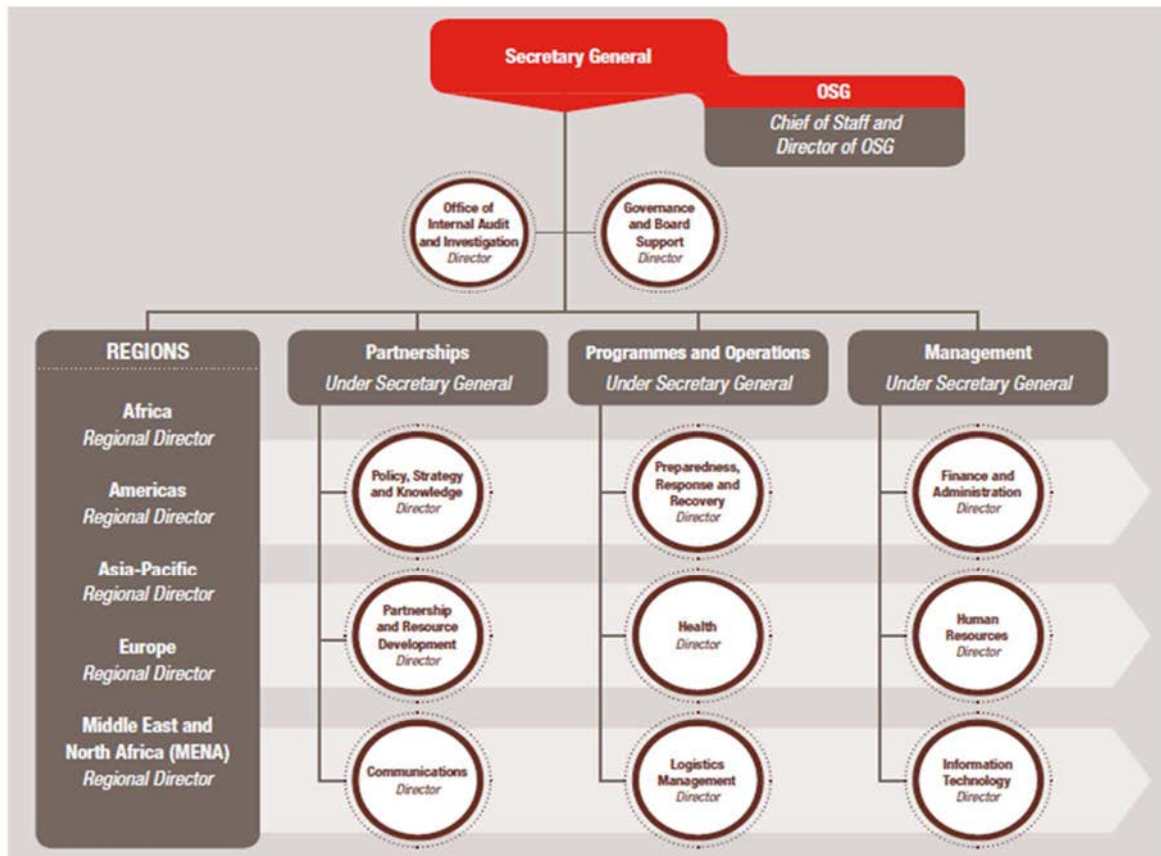 Secretary General
OSG
Chief of Staff and
Director of OSG
Office of
Internal Audit
and Investigation
Director
Governance
and Board
Support
Director
REGIONS
Africa
Regional Director
Americas
Regional Director
Asia-Pacific
Regional Director
Europe
Regional Director
Middle East and
North Africa (MENA)
Regional Director
Partnerships
Under Secretary General
Policy, Strategy
and Knowledge
Director
Partnership
and Resource
Development
Director
Communications
Director
Programmes and Operations
Under Secretary General
Preparedness,
Response and
Recovery
Director
Health
Director
Logistics
Management
Director
Management
Under Secretary General
Finance and
Administration
Director
Human
Resources
Director
Information
Technology
Director